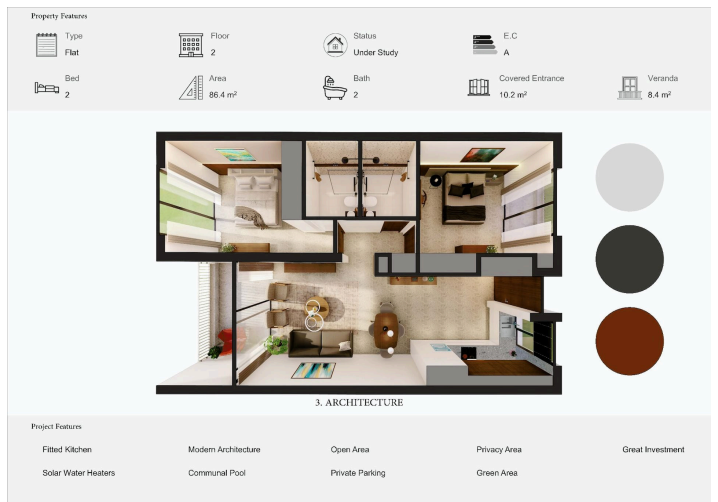 Property Features
Type
Flat
Floor
2
Status
Under Study
E.C
A
Bed
2
Area
86.4 m²
Bath
2
Covered Entrance
10.2 m²
Veranda
8.4 m²
3. ARCHITECTURE
Project Features
Fitted Kitchen
Modern Architecture
Open Area
Privacy Area
Great Investment
Solar Water Heaters
Communal Pool
Private Parking
Green Area